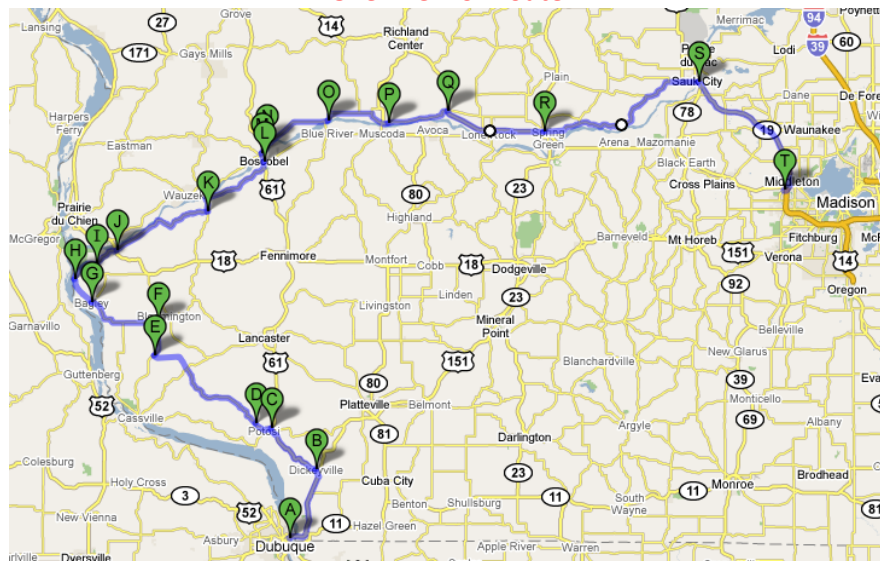 Lansing
171
27
Grove
Gays Mills
14
Richland
Center
Plain
Merrimac
Lodi
94
39
60
Poynette
Harpers
Ferry
Eastman
Boscobel
L
N
O
Blue River
P
Muscoda
Q
Avoca
Lone Rock
R
Spring
Green
Arena
Mazomanie
S
Sauk City
78
Dane
De Fore
19
Waunakee
Black Earth
Cross Plains
T
Middleton
Madison
Prairie
du Chien
McGregor
Wauzeka
K
61
80
Highland
23
H
I
J
G
Bagley
18
Fennimore
Montfort
Cobb
18
Dodgeville
Barneveld
Mt Horeb
151
Verona
Fitchburg
14
Oregon
92
Garnavillo
F
Bloomington
E
Livingston
Linden
23
Mineral
Point
Guttenberg
52
Cassville
Lancaster
61
151
Blanchardville
Belleville
New Glarus
39
Monticello
69
Albany
80
Platteville
Belmont
81
D
C
Potosi
B
Dickeyville
Argyle
Darlington
23
Colesburg
Holy Cross
3
52
New Vienna
Cuba City
Benton
Shullsburg
11
South
Wayne
11
Monroe
Brodhead
81
A
11
Hazel Green
Asbury
Dubuque
Dyersville
Apple River
Warren